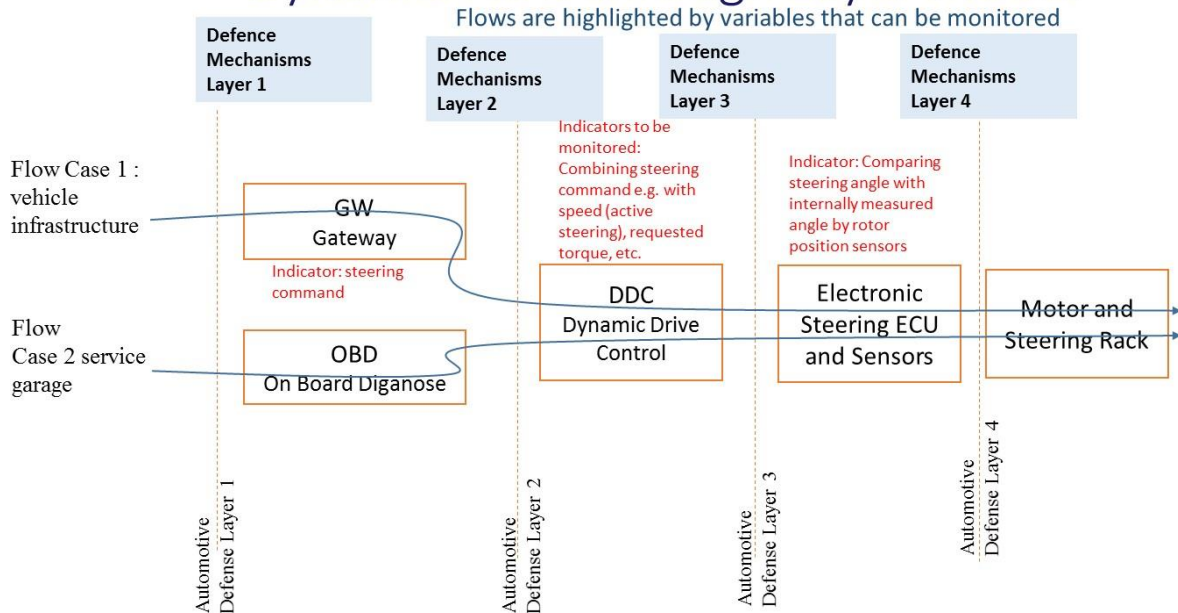 Flows are highlighted by variables that can be monitored
Defence
Mechanisms
Layer 1
Defence
Mechanisms
Layer 2
Defence
Mechanisms
Layer 3
Defence
Mechanisms
Layer 4
Flow Case 1 :
vehicle
infrastructure
GW
Gateway
Indicator: steering
command
Indicators to be
monitored:
Combining steering
command e.g. with
speed (active
steering), requested
torque, etc.
Indicator: Comparing
steering angle with
internally measured
angle by rotor
position sensors
Flow
Case 2 service
garage
OBD
On Board Diganose
DDC
Dynamic Drive
Control
Electronic
Steering ECU
and Sensors
Motor and
Steering Rack
Automotive
Defense Layer 1
Automotive
Defense Layer 2
Automotive
Defense Layer 3
Automotive
Defense Layer 4